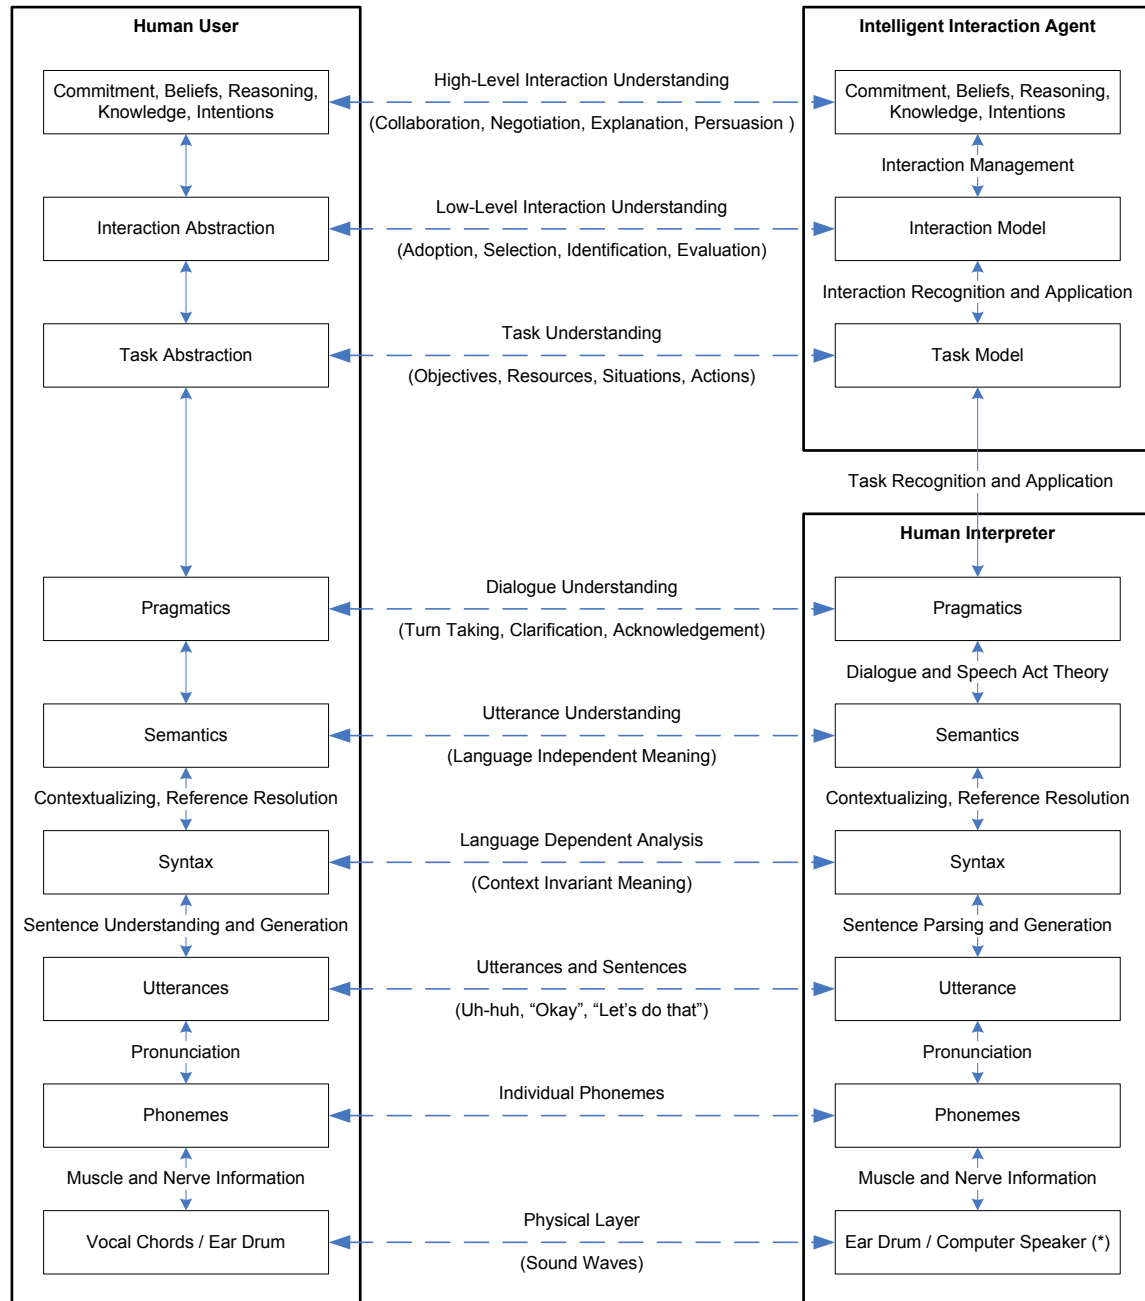 Human User
Intelligent Interaction Agent
Commitment, Beliefs, Reasoning,
Knowledge, Intentions
High-Level Interaction Understanding
(Collaboration, Negotiation, Explanation, Persuasion )
Commitment, Beliefs, Reasoning,
Knowledge, Intentions
Interaction Management
Interaction Abstraction
Low-Level Interaction Understanding
(Adoption, Selection, Identification, Evaluation)
Interaction Model
Interaction Recognition and Application
Task Abstraction
Task Understanding
(Objectives, Resources, Situations, Actions)
Task Model
Task Recognition and Application
Human Interpreter
Pragmatics
Dialogue Understanding
(Turn Taking, Clarification, Acknowledgement)
Pragmatics
Dialogue and Speech Act Theory
Semantics
Utterance Understanding
(Language Independent Meaning)
Semantics
Contextualizing, Reference Resolution
Contextualizing, Reference Resolution
Syntax
Language Dependent Analysis
(Context Invariant Meaning)
Syntax
Sentence Understanding and Generation
Sentence Parsing and Generation
Utterances
Utterances and Sentences
(Uh-huh, “Okay”, “Let’s do that”)
Utterance
Pronunciation
Pronunciation
Phonemes
Individual Phonemes
Phonemes
Muscle and Nerve Information
Muscle and Nerve Information
Vocal Chords / Ear Drum
Physical Layer
(Sound Waves)
Ear Drum / Computer Speaker (*)